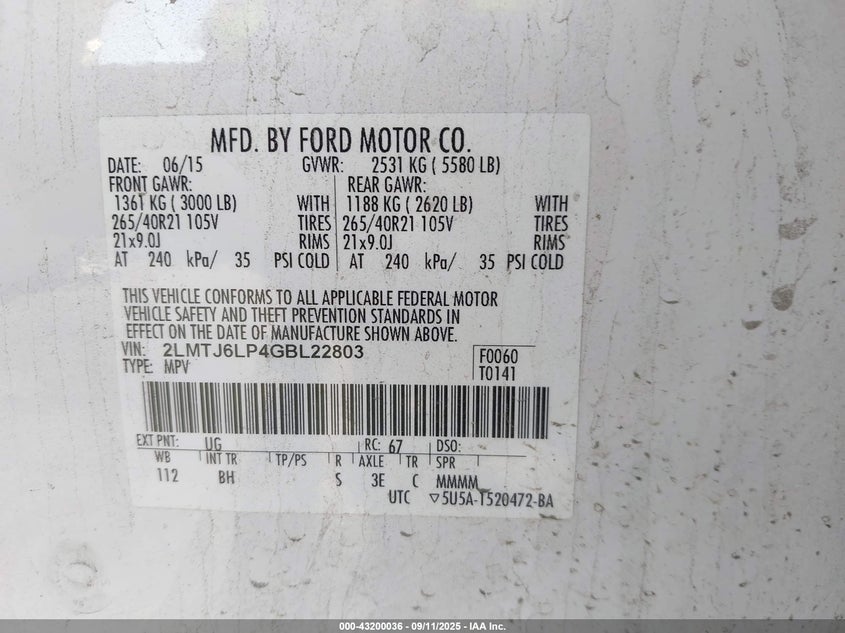 MFD. BY FORD MOTOR CO.
DATE: 06/15 GVWR: 2531 KG ( 5580 LB)
FRONT GAWR: REAR GAWR:
1361 KG ( 3000 LB) WITH 1188 KG ( 2620 LB) WITH
265/40R21 105V TIRES 265/40R21 105V TIRES
21x9.0J RIMS 21x9.0J RIMS
AT 240 kPa/ 35 PSI COLD AT 240 kPa/ 35 PSI COLD
THIS VEHICLE CONFORMS TO ALL APPLICABLE FEDERAL MOTOR
VEHICLE SAFETY AND THEFT PREVENTION STANDARDS IN
EFFECT ON THE DATE OF MANUFACTURE SHOWN ABOVE.
VIN: 2LMTJ6LP4GBL22803 F0060
TYPE: MPV T0141
EXT PNT: UG RC: 67 DSO:
WB INT TR TP/PS R AXLE TR SPR
112 BH S 3E C MMMM
UTC ▽5U5A-1520472-BA
000-43200036 - 09/11/2025 - IAA Inc.